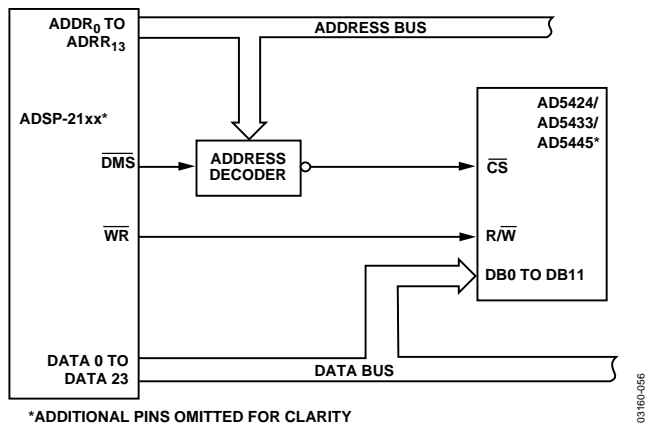 ADDR0 TO
ADRR13
ADDRESS BUS
ADSP-21xx*
AD5424/
AD5433/
AD5445*
DMS
ADDRESS
DECODER
CS
WR
R/W
DB0 TO DB11
DATA 0 TO
DATA 23
DATA BUS
*ADDITIONAL PINS OMITTED FOR CLARITY
03160-056